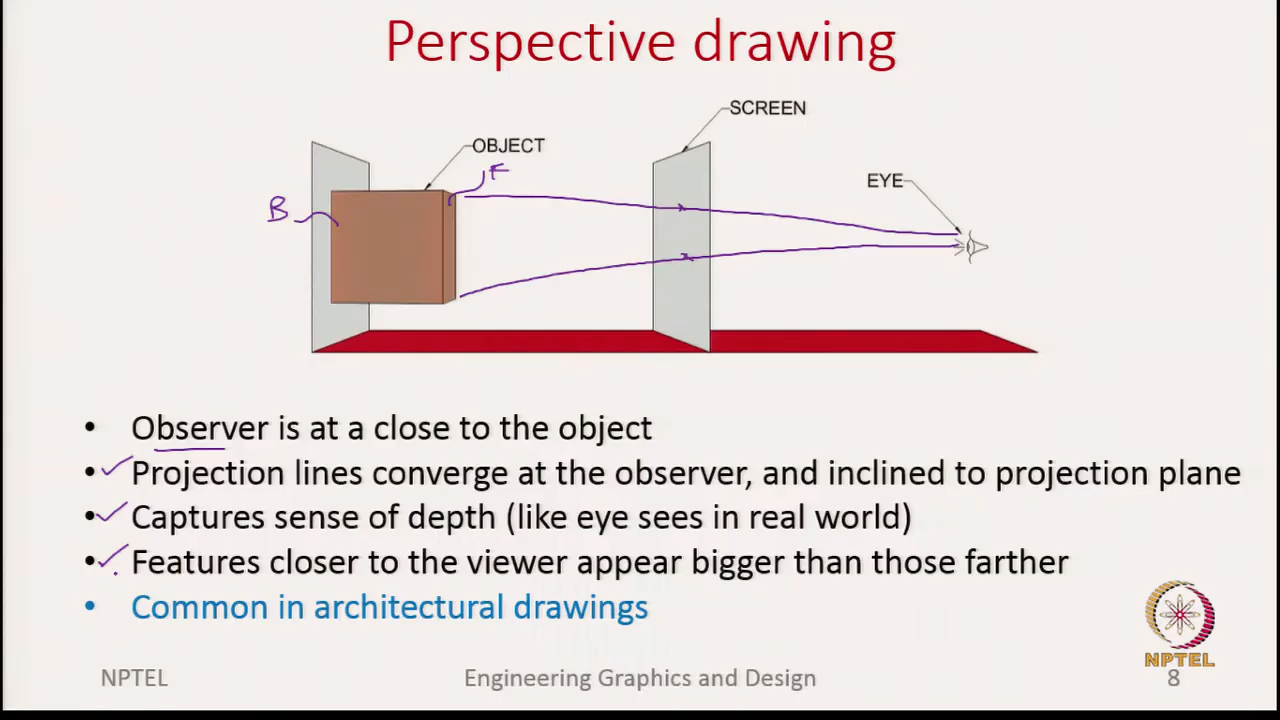 Perspective drawing
SCREEN
OBJECT
F
EYE
B
• Observer is at a close to the object
• Projection lines converge at the observer, and inclined to projection plane
• Captures sense of depth (like eye sees in real world)
• Features closer to the viewer appear bigger than those farther
• Common in architectural drawings
NPTEL
NPTEL
Engineering Graphics and Design
8